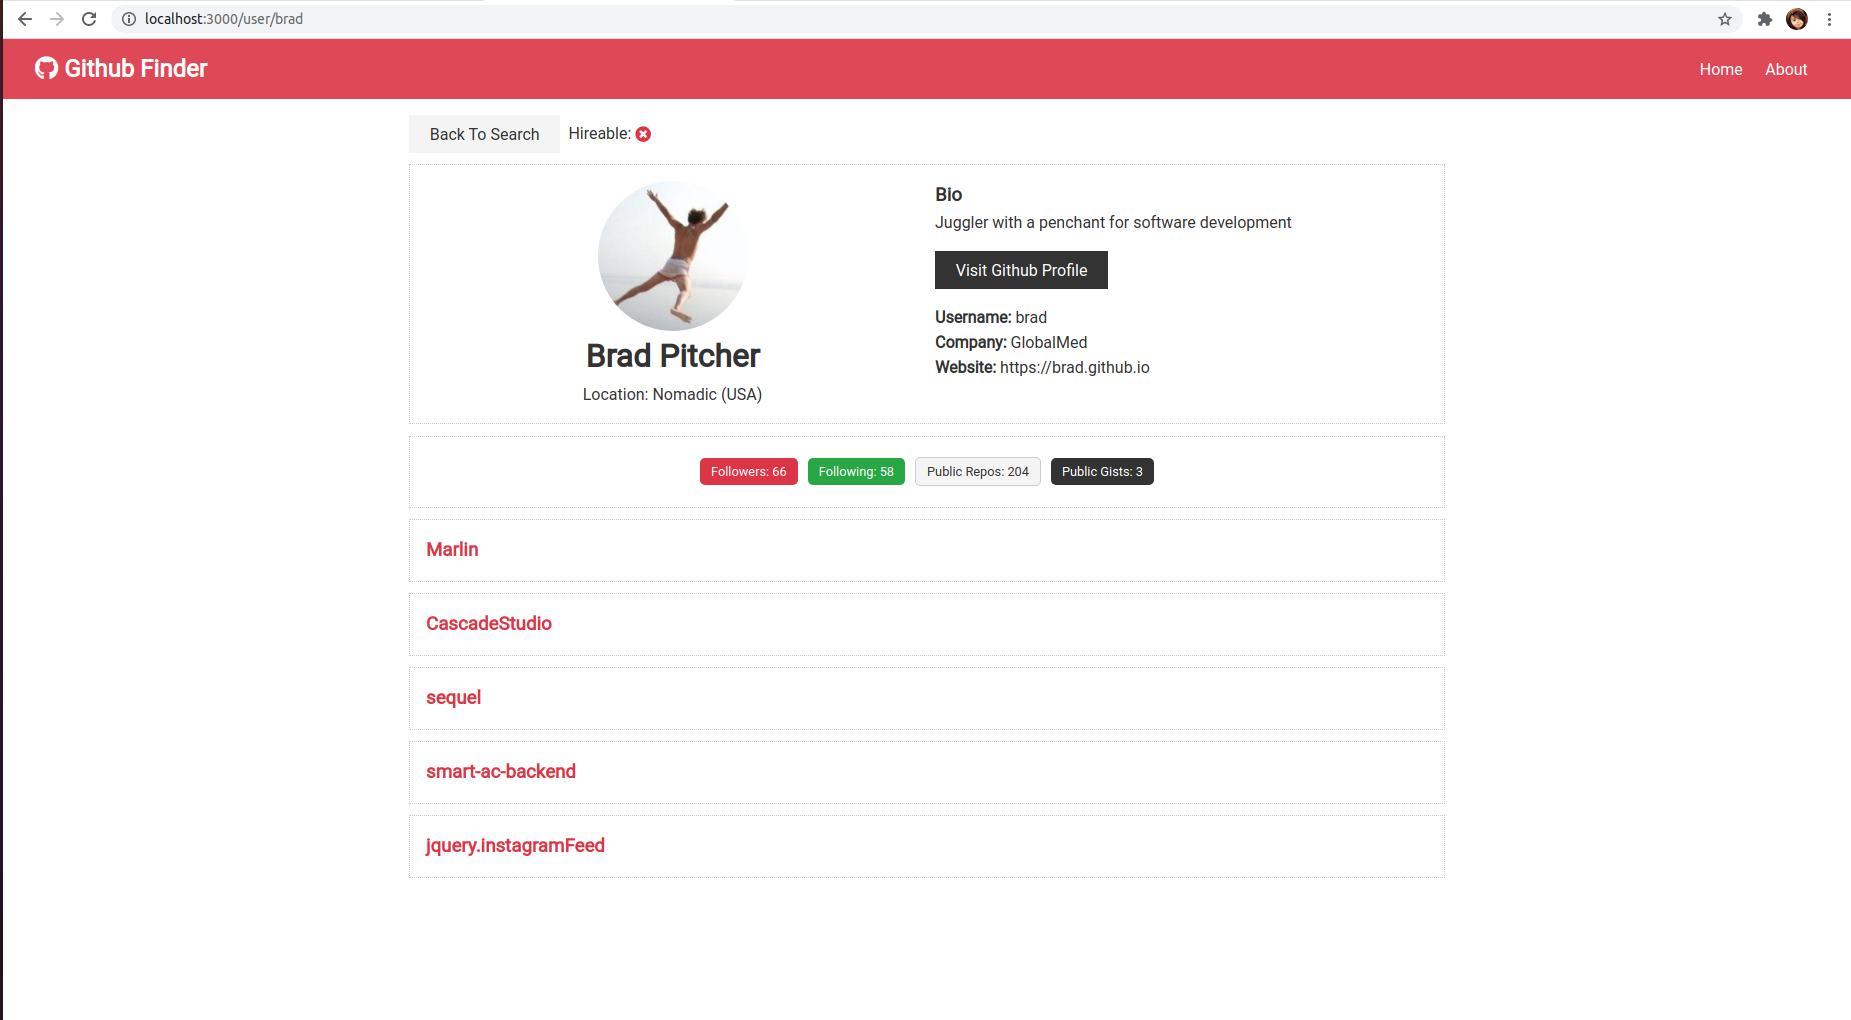 localhost:3000/user/brad
Github Finder
Home About
Back To Search Hireable:
Bio
Juggler with a penchant for software development
Visit Github Profile
Username: brad
Company: GlobalMed
Website: https://brad.github.io
Brad Pitcher
Location: Nomadic (USA)
Followers: 66 Following: 58 Public Repos: 204 Public Gists: 3
Marlin
CascadeStudio
sequel
smart-ac-backend
jquery.instagramFeed